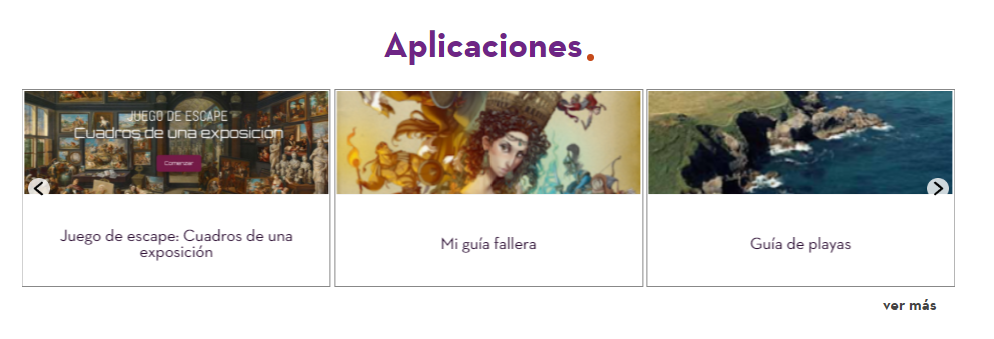 Aplicaciones.
JUEGO DE ESCAPE
Cuadros de una exposición
Comenzar
Juego de escape: Cuadros de una
exposición
Mi guía fallera
Guía de playas
ver más